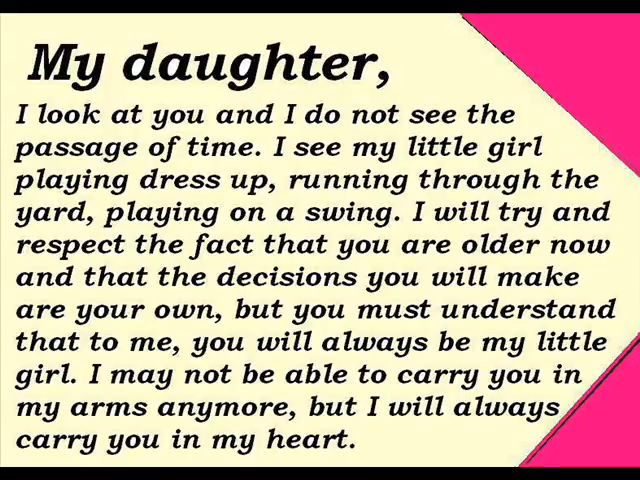 My daughter,
I look at you and I do not see the
passage of time. I see my little girl
playing dress up, running through the
yard, playing on a swing. I will try and
respect the fact that you are older now
and that the decisions you will make
are your own, but you must understand
that to me, you will always be my little
girl. I may not be able to carry you in
my arms anymore, but I will always
carry you in my heart.